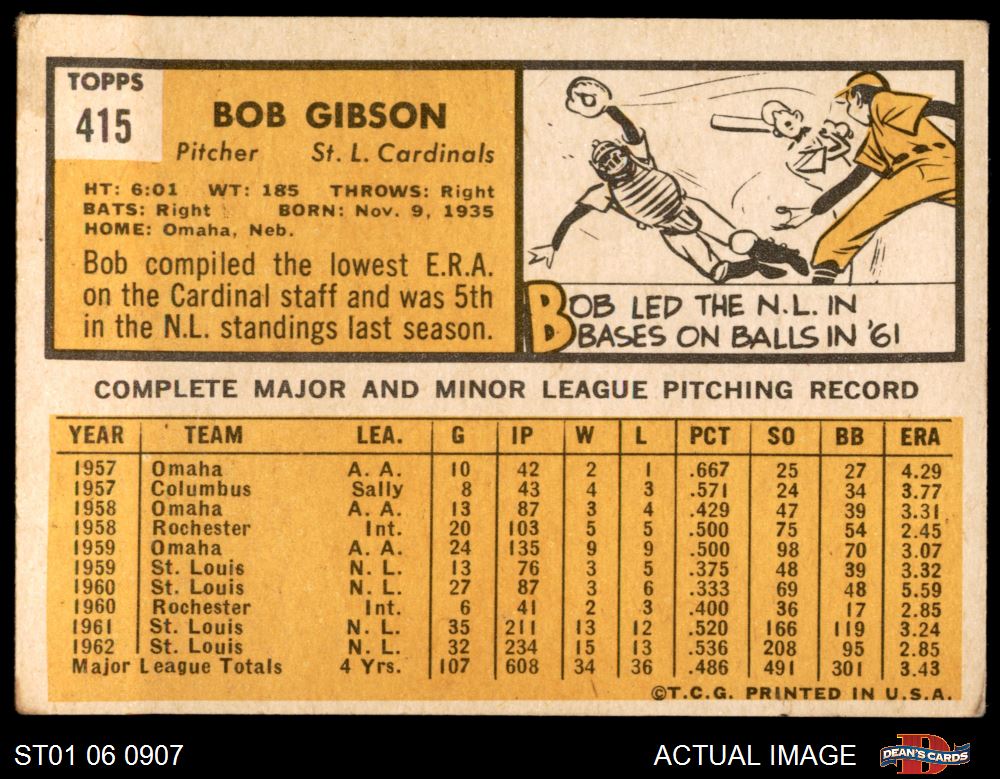 TOPPS
415
BOB GIBSON
Pitcher St. L. Cardinals
HT: 6:01 WT: 185 THROWS: Right
BATS: Right BORN: Nov. 9, 1935
HOME: Omaha, Neb.
Bob compiled the lowest E.R.A.
on the Cardinal staff and was 5th
in the N.L. standings last season.
BOB LED THE N.L. IN
BASES ON BALLS IN '61
COMPLETE MAJOR AND MINOR LEAGUE PITCHING RECORD
YEAR TEAM LEA. G IP W L PCT SO BB ERA
1957 Omaha A. A. 10 42 2 1 .667 25 27 4.29
1957 Columbus Sally 8 43 4 3 .571 24 34 3.77
1958 Omaha A. A. 13 87 3 4 .429 47 39 3.31
1958 Rochester Int. 20 103 5 5 .500 75 54 2.45
1959 Omaha A. A. 24 135 9 9 .500 98 70 3.07
1959 St. Louis N. L. 13 76 3 5 .375 48 39 3.32
1960 St. Louis N. L. 27 87 3 6 .333 69 48 5.59
1960 Rochester Int. 6 41 2 3 .400 36 17 2.85
1961 St. Louis N. L. 35 211 13 12 .520 166 119 3.24
1962 St. Louis N. L. 32 234 15 13 .536 208 95 2.85
Major League Totals 4 Yrs. 107 608 34 36 .486 491 301 3.43
©T.C.G. PRINTED IN U.S.A.
ST01 06 0907 ACTUAL IMAGE DEAN'S CARDS